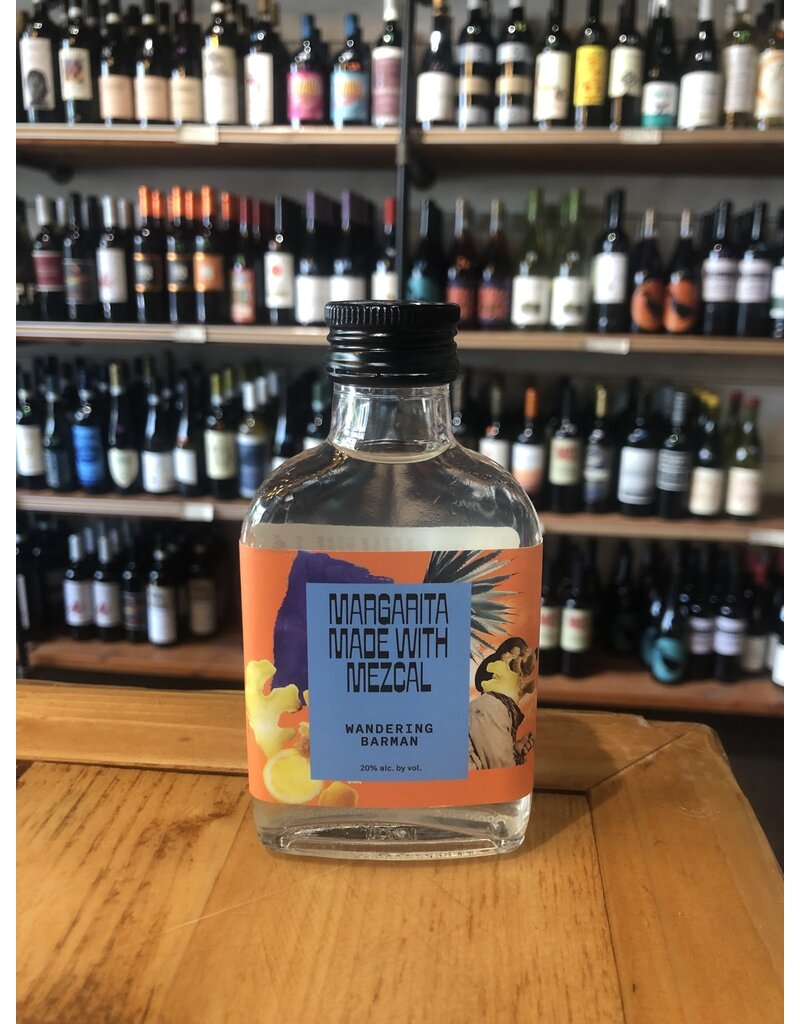 MARGARITA
MADE WITH
MEZCAL
WANDERING
BARMAN
20% alc. by vol.